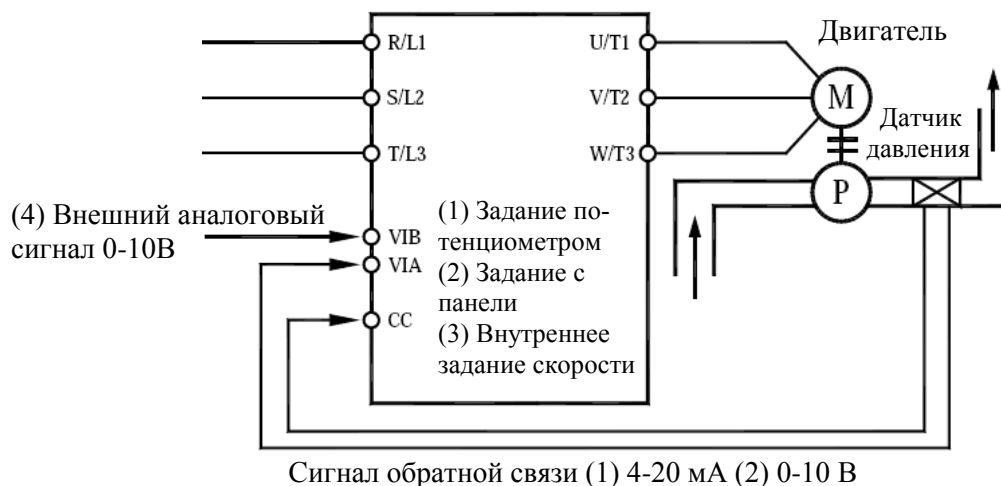 R/L1
U/T1
Двигатель
S/L2
V/T2
M
Датчик
давления
T/L3
W/T3
P
(4) Внешний аналоговый
сигнал 0-10В
VIB
VIA
CC
(1) Задание по-
тенциометром
(2) Задание с
панели
(3) Внутреннее
задание скорости
Сигнал обратной связи (1) 4-20 мА (2) 0-10 В